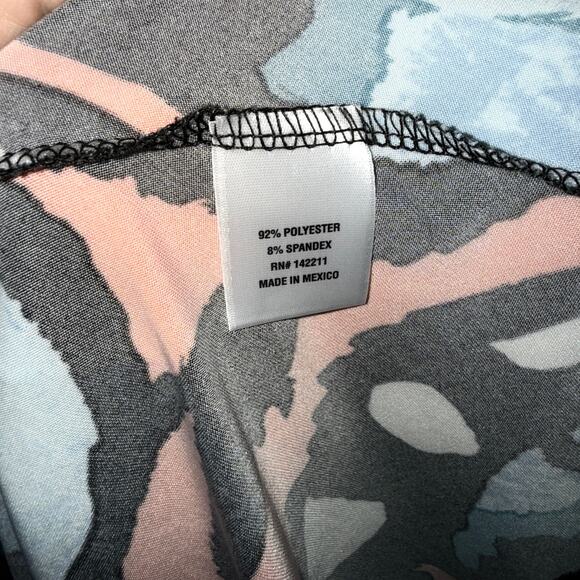 92% POLYESTER
8% SPANDEX
RN# 142211
MADE IN MEXICO